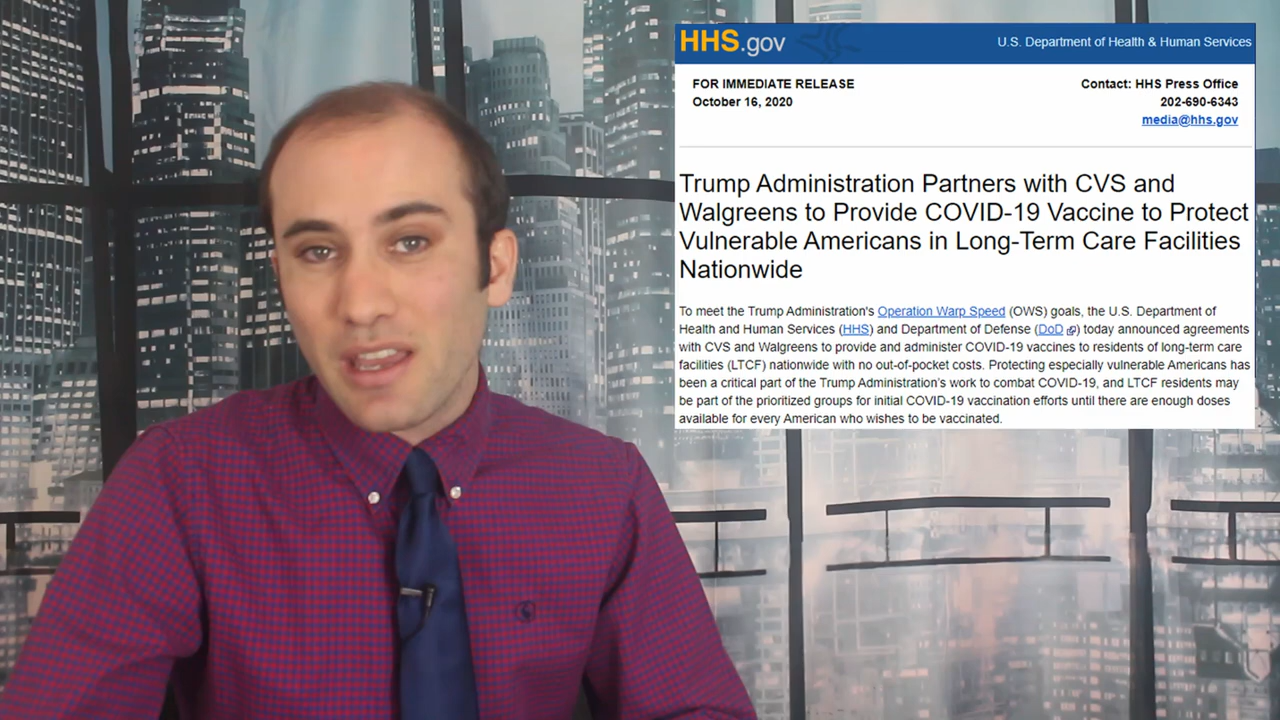 HHS.gov
U.S. Department of Health & Human Services
FOR IMMEDIATE RELEASE
October 16, 2020
Contact: HHS Press Office
202-690-6343
media@hhs.gov
Trump Administration Partners with CVS and
Walgreens to Provide COVID-19 Vaccine to Protect
Vulnerable Americans in Long-Term Care Facilities
Nationwide
To meet the Trump Administration's Operation Warp Speed (OWS) goals, the U.S. Department of
Health and Human Services (HHS) and Department of Defense (DoD) today announced agreements
with CVS and Walgreens to provide and administer COVID-19 vaccines to residents of long-term care
facilities (LTCF) nationwide with no out-of-pocket costs. Protecting especially vulnerable Americans has
been a critical part of the Trump Administration's work to combat COVID-19, and LTCF residents may
be part of the prioritized groups for initial COVID-19 vaccination efforts until there are enough doses
available for every American who wishes to be vaccinated.